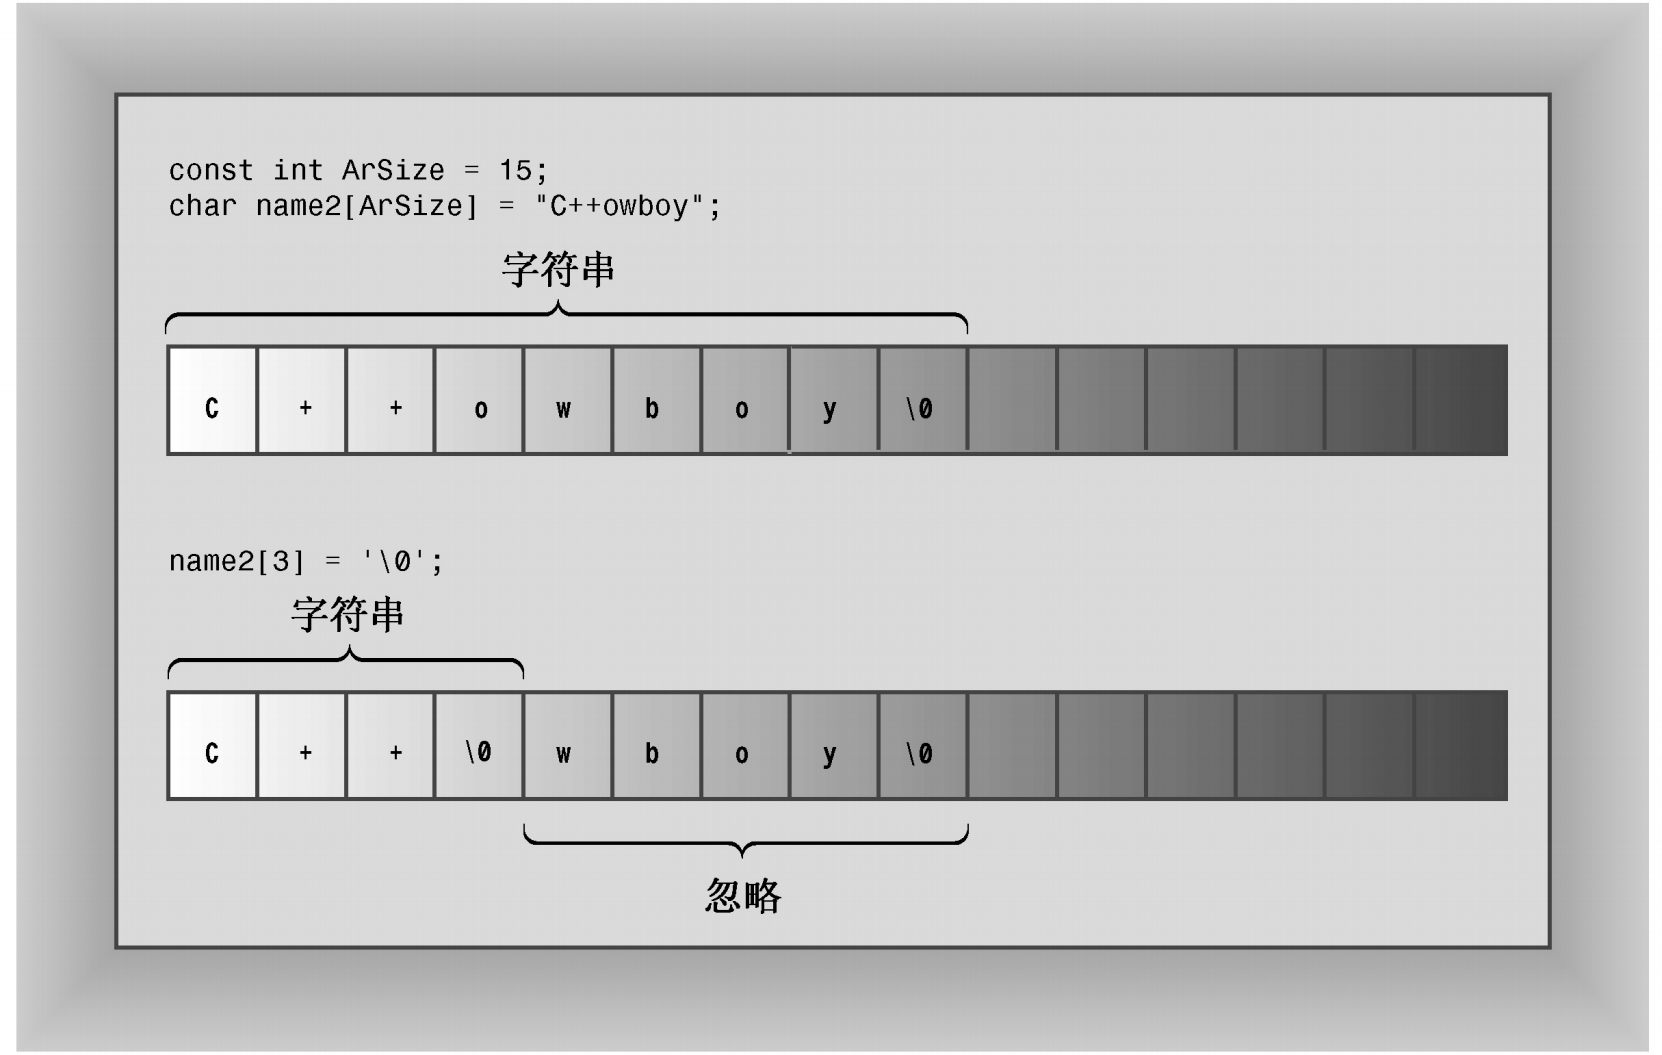 const int ArSize = 15;
char name2[ArSize] = "C++owboy";
字符串
C + + o w b o y \0
name2[3] = '\0';
字符串
C + + \0 w b o y \0
忽略